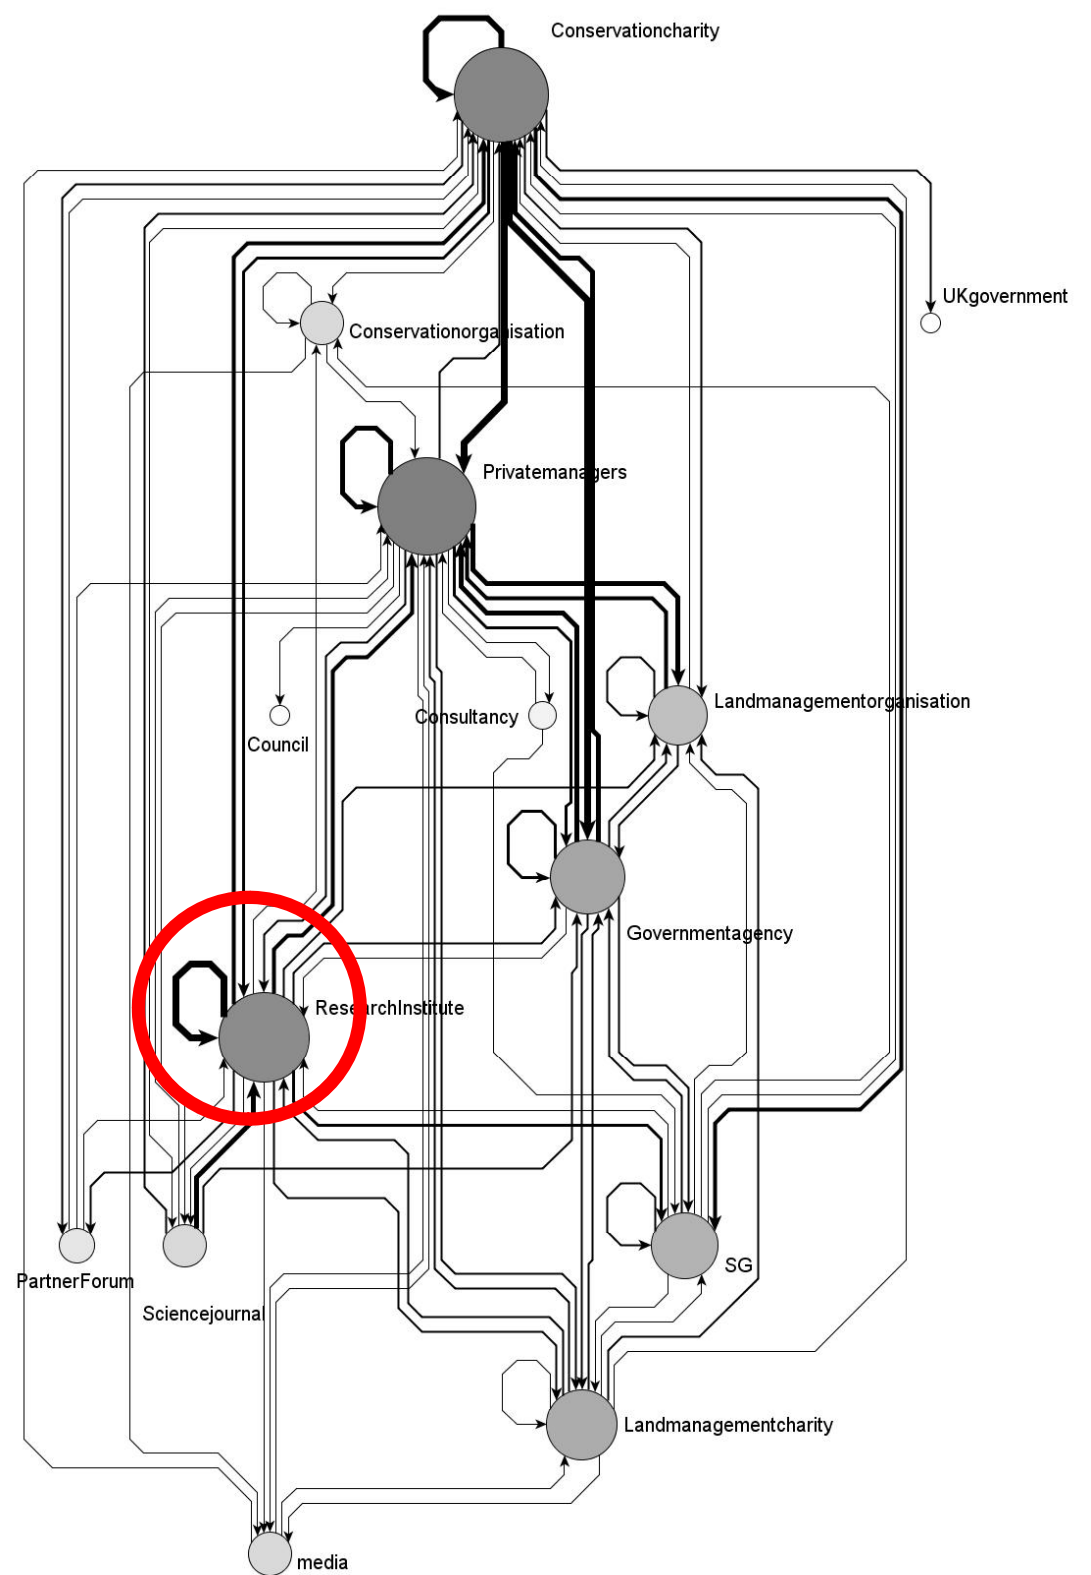 Conservationcharity
UKgovernment
Conservationorganisation
Privatemanagers
Landmanagementorganisation
Consultancy
Council
Governmentagency
ResearchInstitute
SG
PartnerForum
Sciencejournal
Landmanagementcharity
media